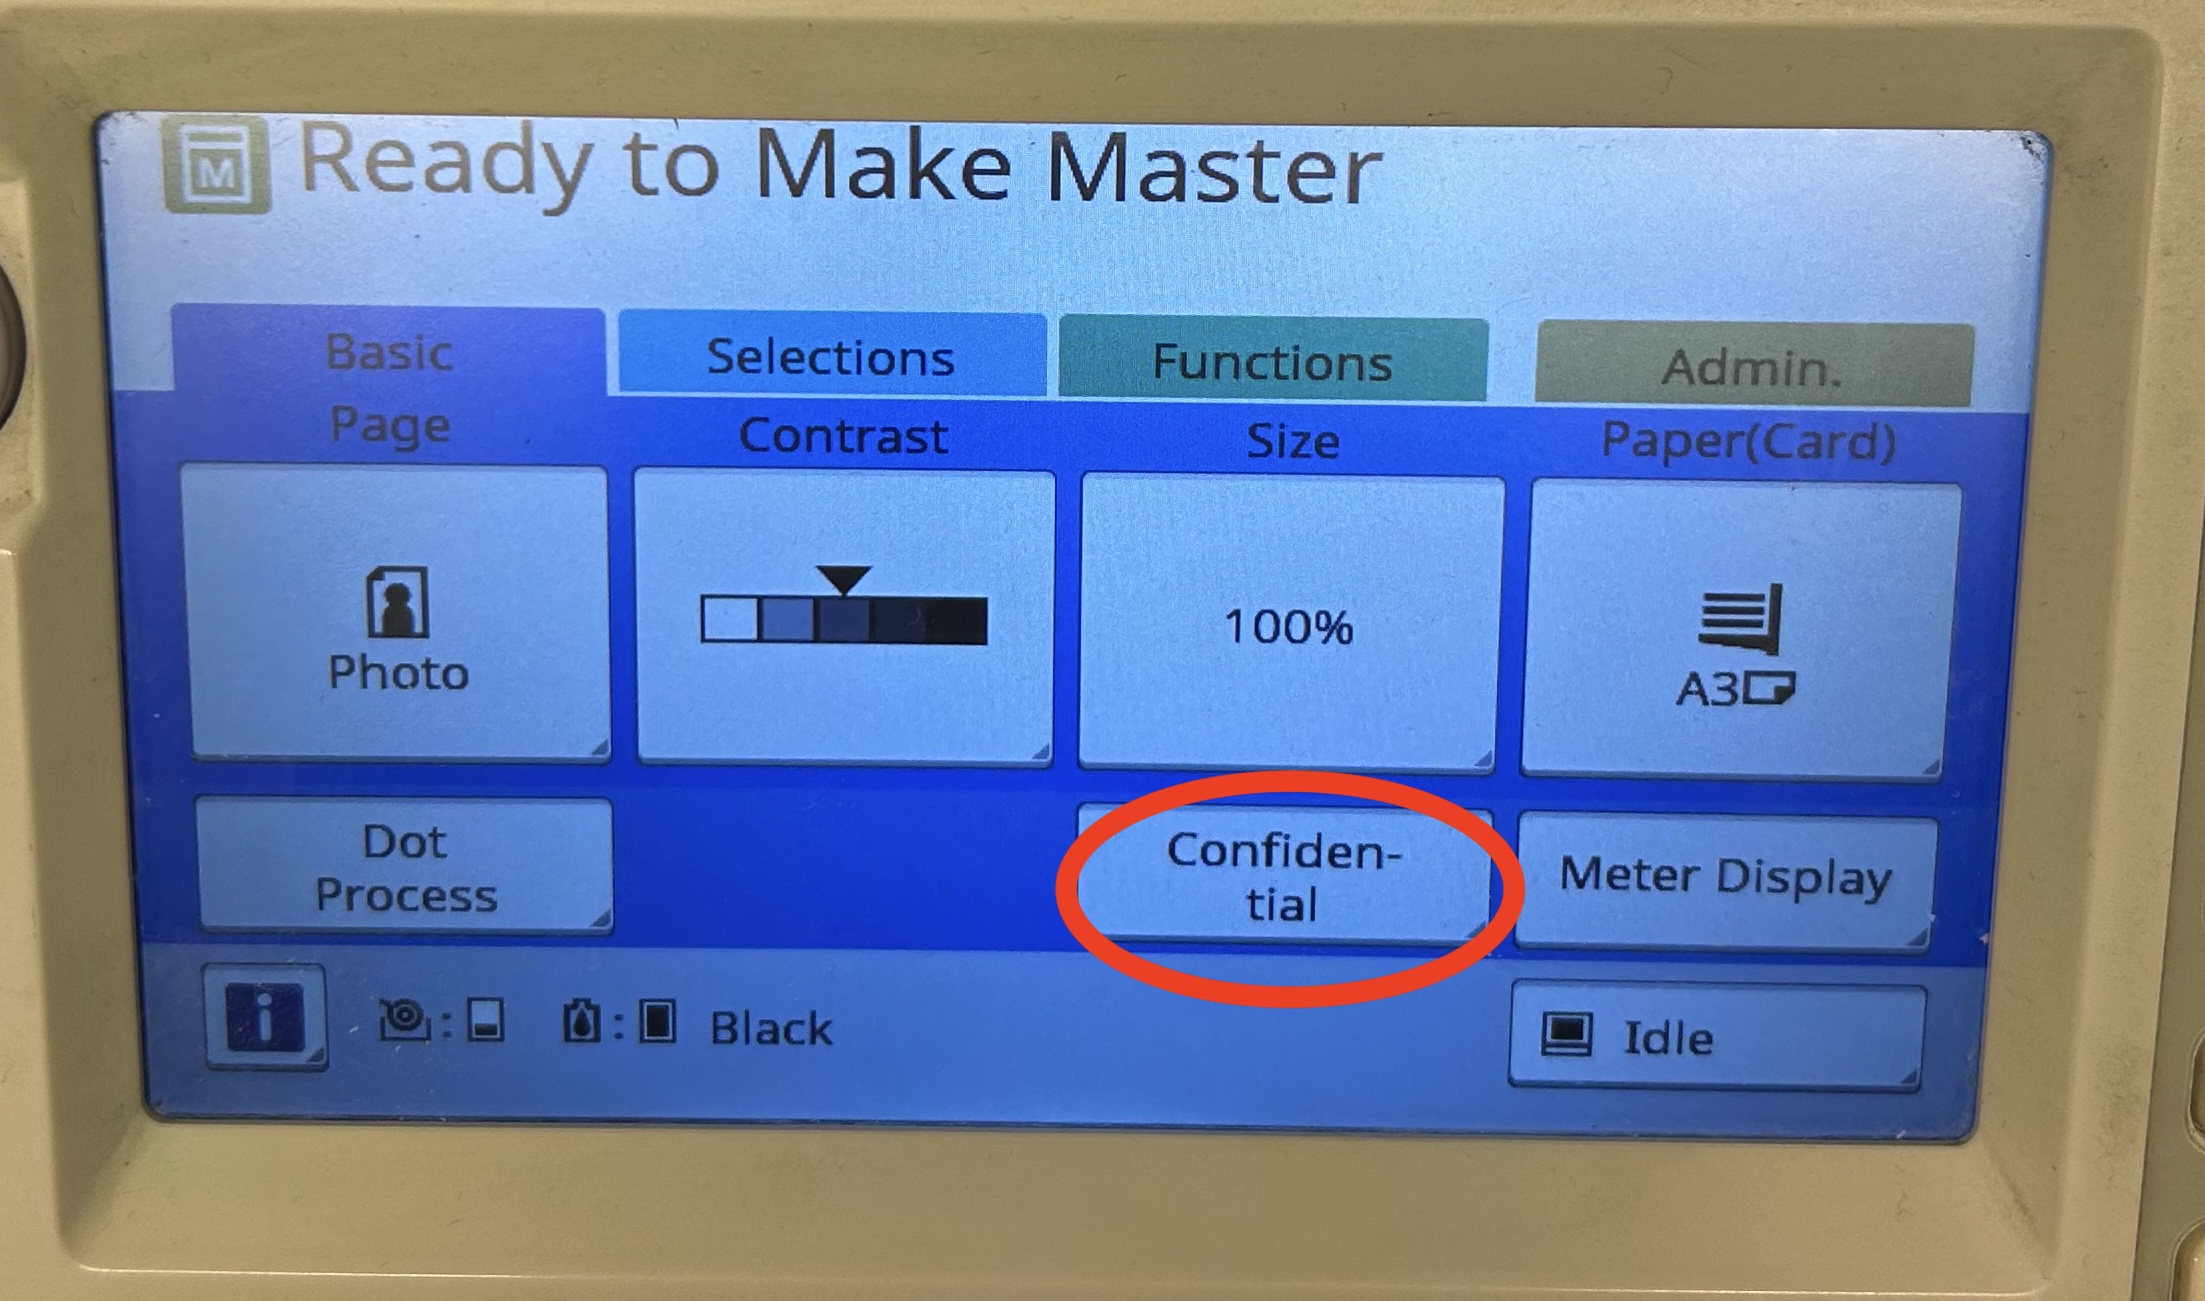 M Ready to Make Master
Basic Selections Functions Admin.
Page Contrast Size Paper(Card)
Photo
100%
A3
Dot
Process
Confiden-
tial
Meter Display
i : : Black
Idle